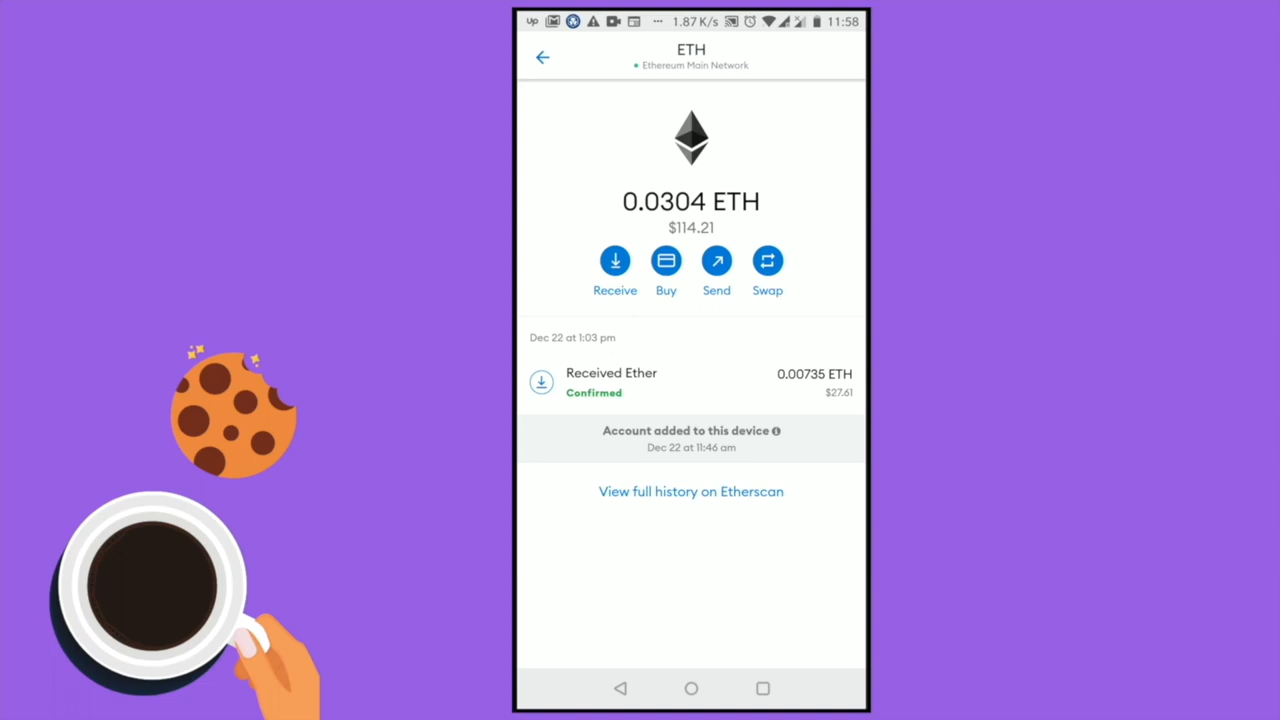 UP ... 1.87 K/s 11:58
ETH
Ethereum Main Network
0.0304 ETH
$114.21
Receive Buy Send Swap
Dec 22 at 1:03 pm
Received Ether 0.00735 ETH
Confirmed $27.61
Account added to this device
Dec 22 at 11:46 am
View full history on Etherscan